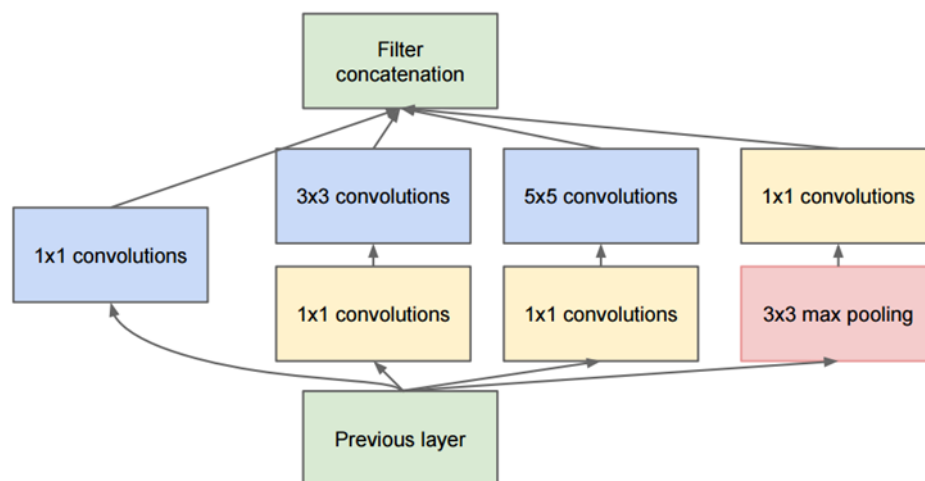 Filter
concatenation
3x3 convolutions
5x5 convolutions
1x1 convolutions
1x1 convolutions
1x1 convolutions
1x1 convolutions
3x3 max pooling
Previous layer